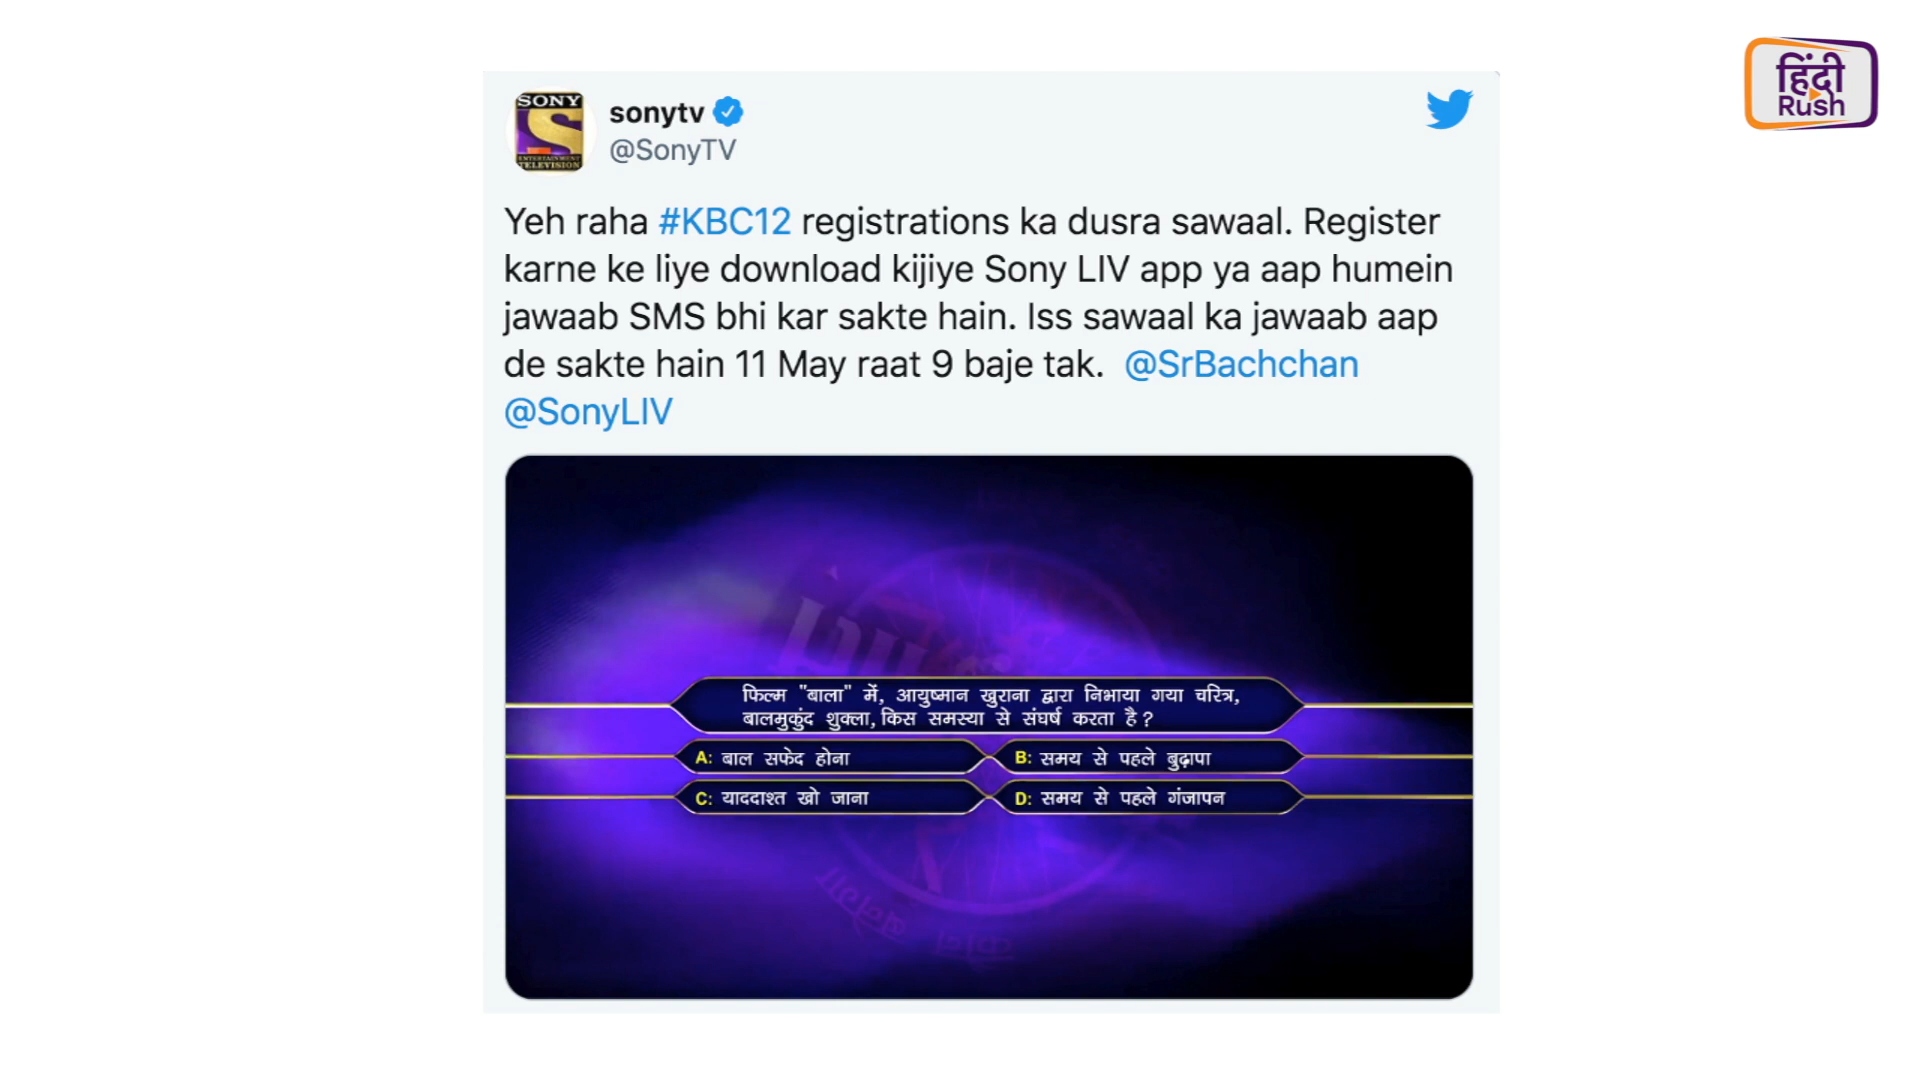 SONY
ENTERTAINMENT
TELEVISION
sonytv
@SonyTV
हिंदी
Rush
Yeh raha #KBC12 registrations ka dusra sawaal. Register
karne ke liye download kijiye Sony LIV app ya aap humein
jawaab SMS bhi kar sakte hain. Iss sawaal ka jawaab aap
de sakte hain 11 May raat 9 baje tak. @SrBachchan
@SonyLIV
फिल्म "बाला" में, आयुष्मान खुराना द्वारा निभाया गया चरित्र,
बालमुकुंद शुक्ला, किस समस्या से संघर्ष करता है ?
A: बाल सफेद होना
B: समय से पहले बुढ़ापा
C: याददाश्त खो जाना
D: समय से पहले गंजापन